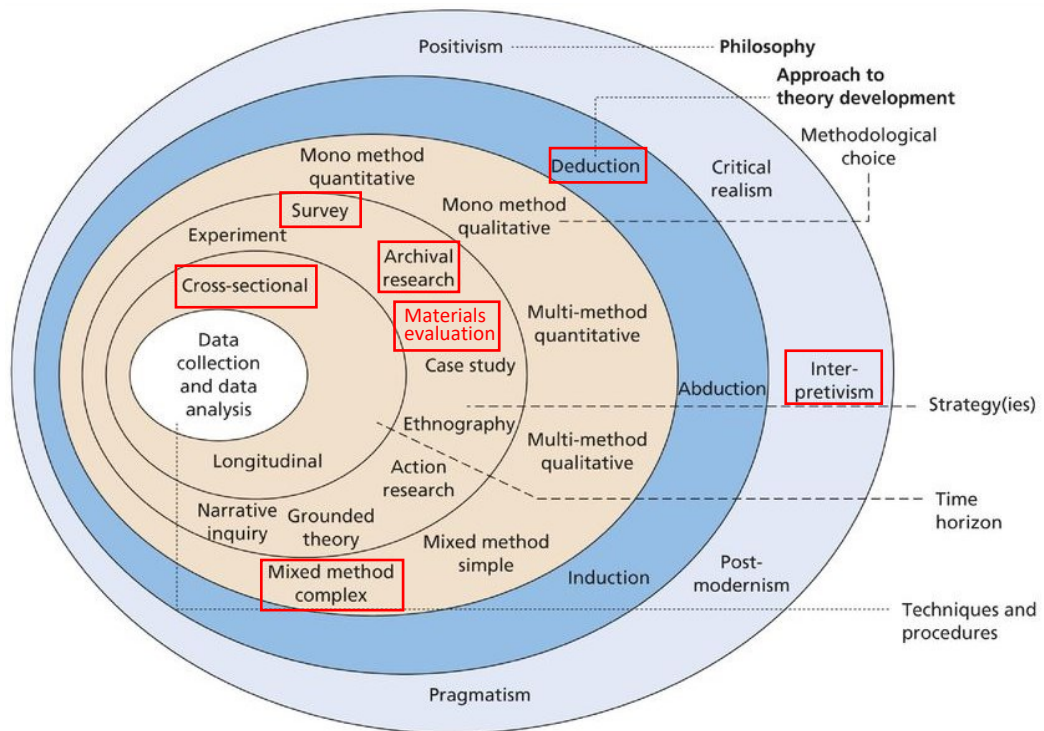 Positivism
Philosophy
Approach to
theory development
Methodological
choice
Mono method
quantitative
Deduction
Critical
realism
Survey
Mono method
qualitative
Experiment
Archival
research
Cross-sectional
Materials
evaluation
Multi-method
quantitative
Data
collection
and data
analysis
Case study
Inter-
pretivism
Abduction
Strategy(ies)
Ethnography
Multi-method
qualitative
Longitudinal
Action
research
Time
horizon
Narrative
inquiry
Grounded
theory
Mixed method
simple
Mixed method
complex
Induction
Post-
modernism
Techniques and
procedures
Pragmatism